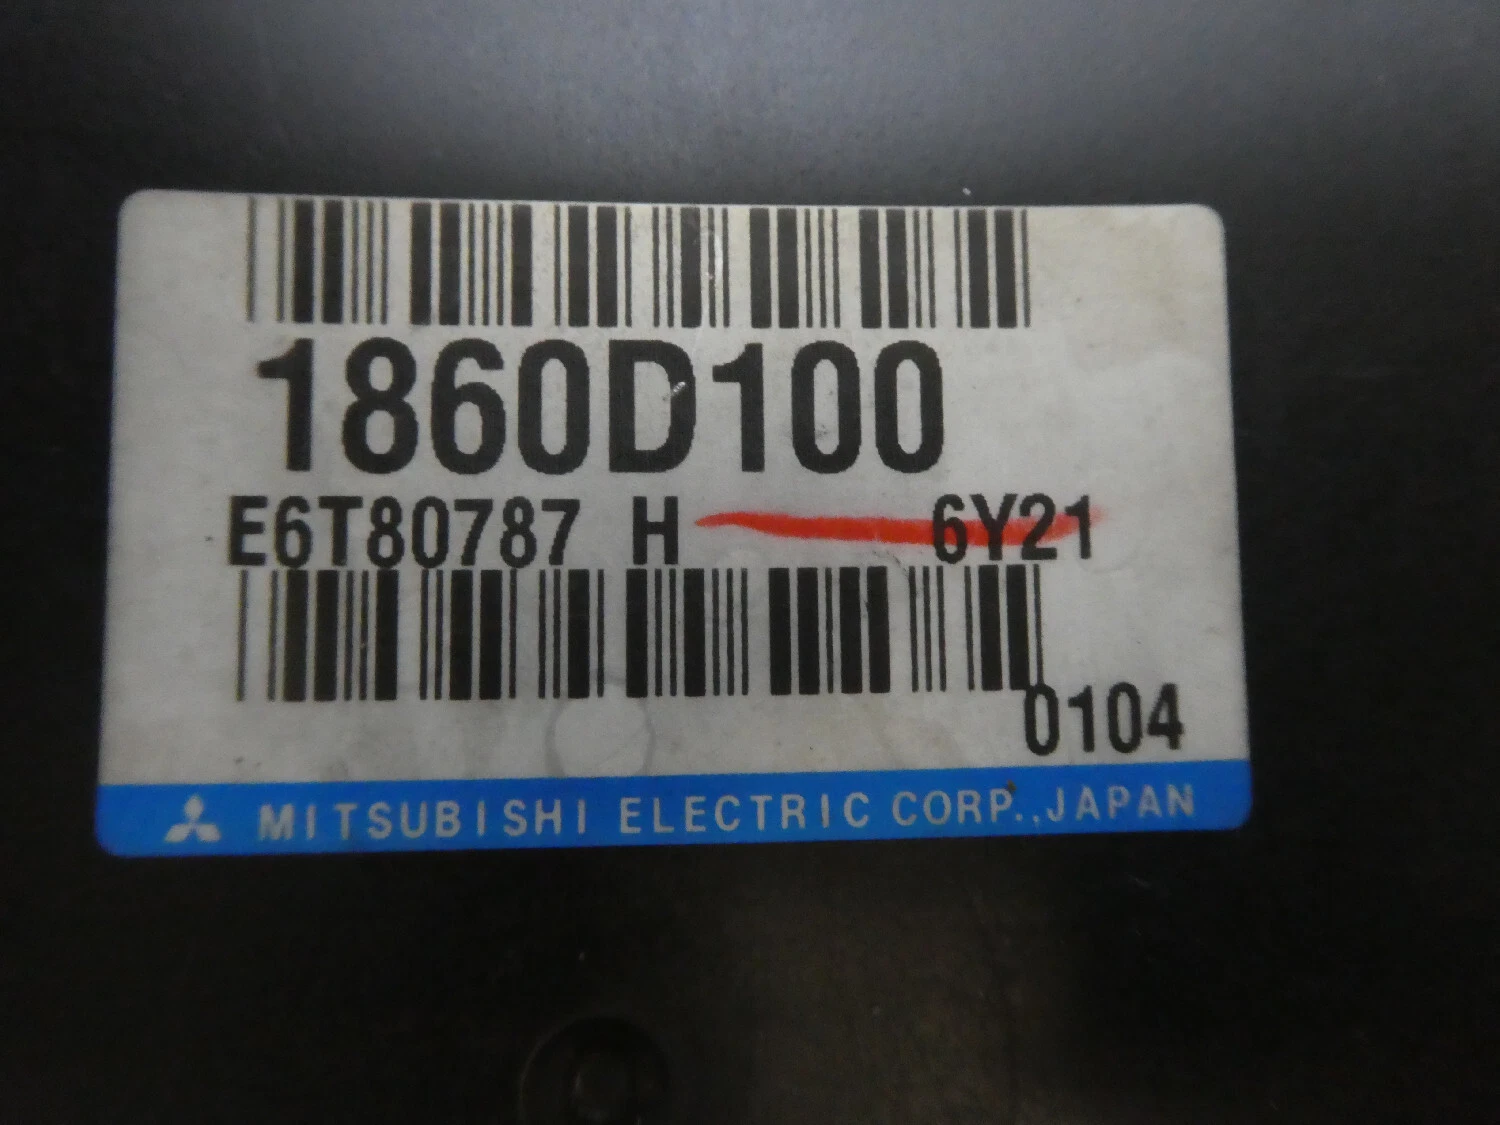 1860D100
E6T80787 H 6Y21
0104
MITSUBISHI ELECTRIC CORP.,JAPAN